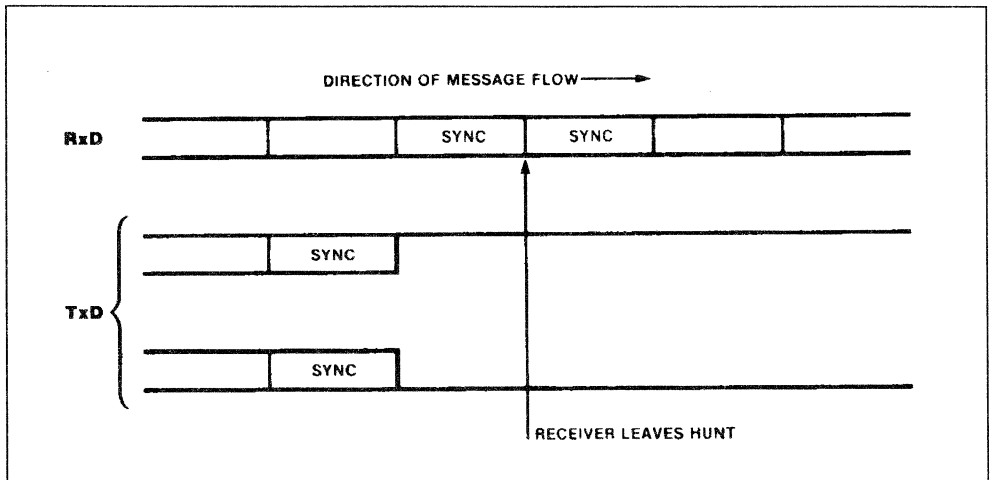 DIRECTION OF MESSAGE FLOW
RxD
SYNC SYNC
SYNC
TxD
SYNC
RECEIVER LEAVES HUNT